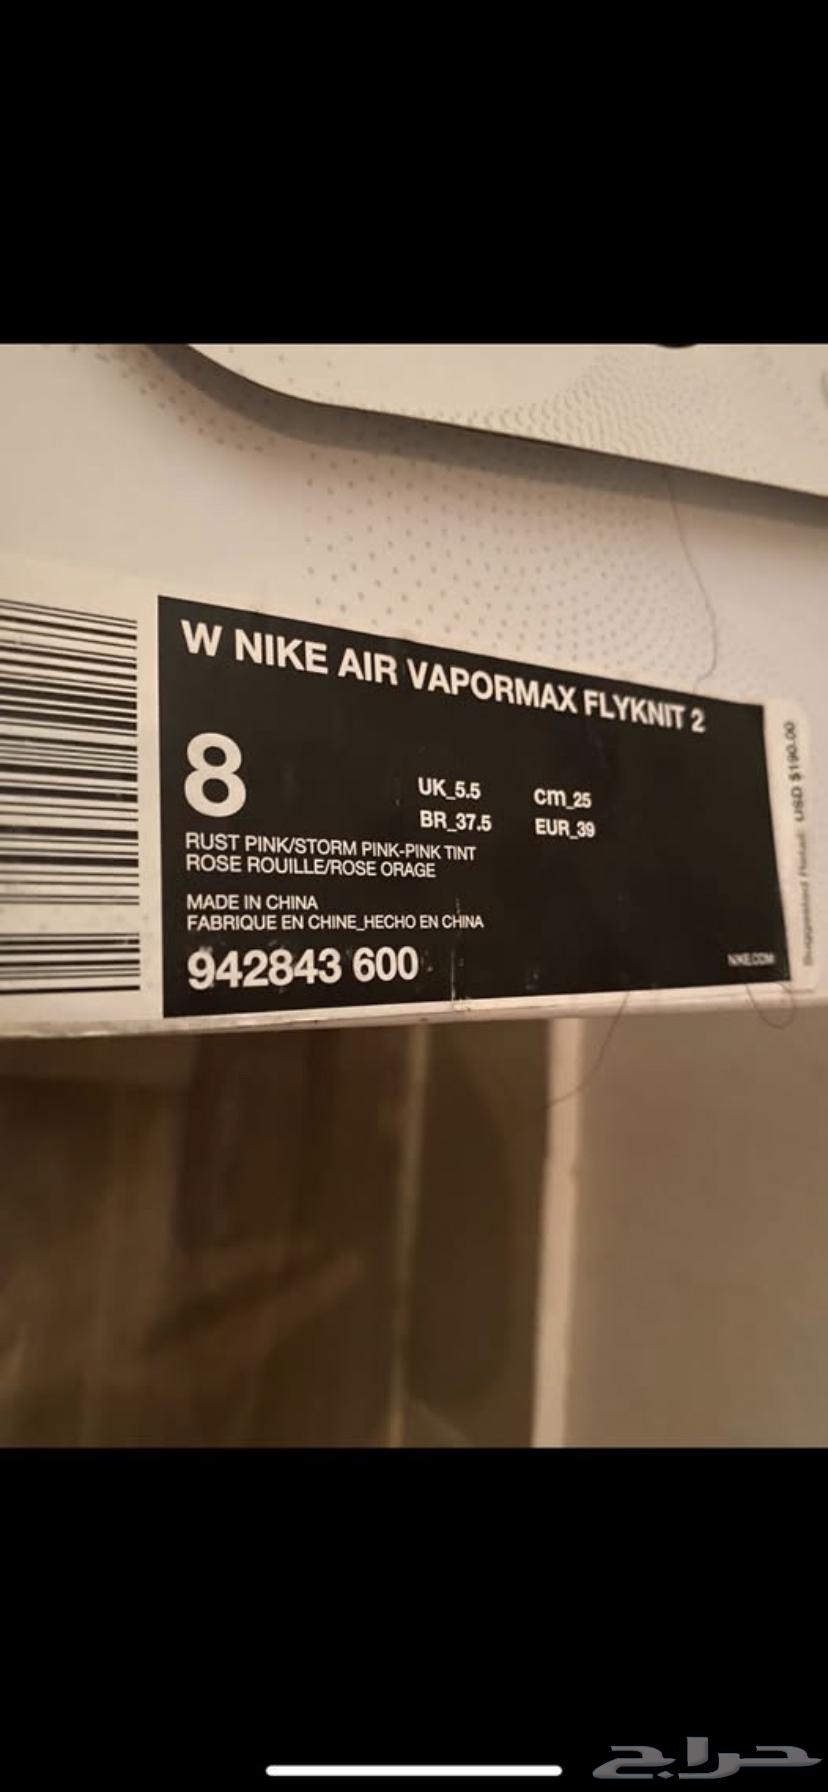 W NIKE AIR VAPORMAX FLYKNIT 2
8
UK_5.5 cm_25
BR_37.5 EUR_39
RUST PINK/STORM PINK-PINK TINT
ROSE ROUILLE/ROSE ORAGE
MADE IN CHINA
FABRIQUE EN CHINE_HECHO EN CHINA
942843 600
NIKE.COM
Suggested Retail: USD $190.00
حراج